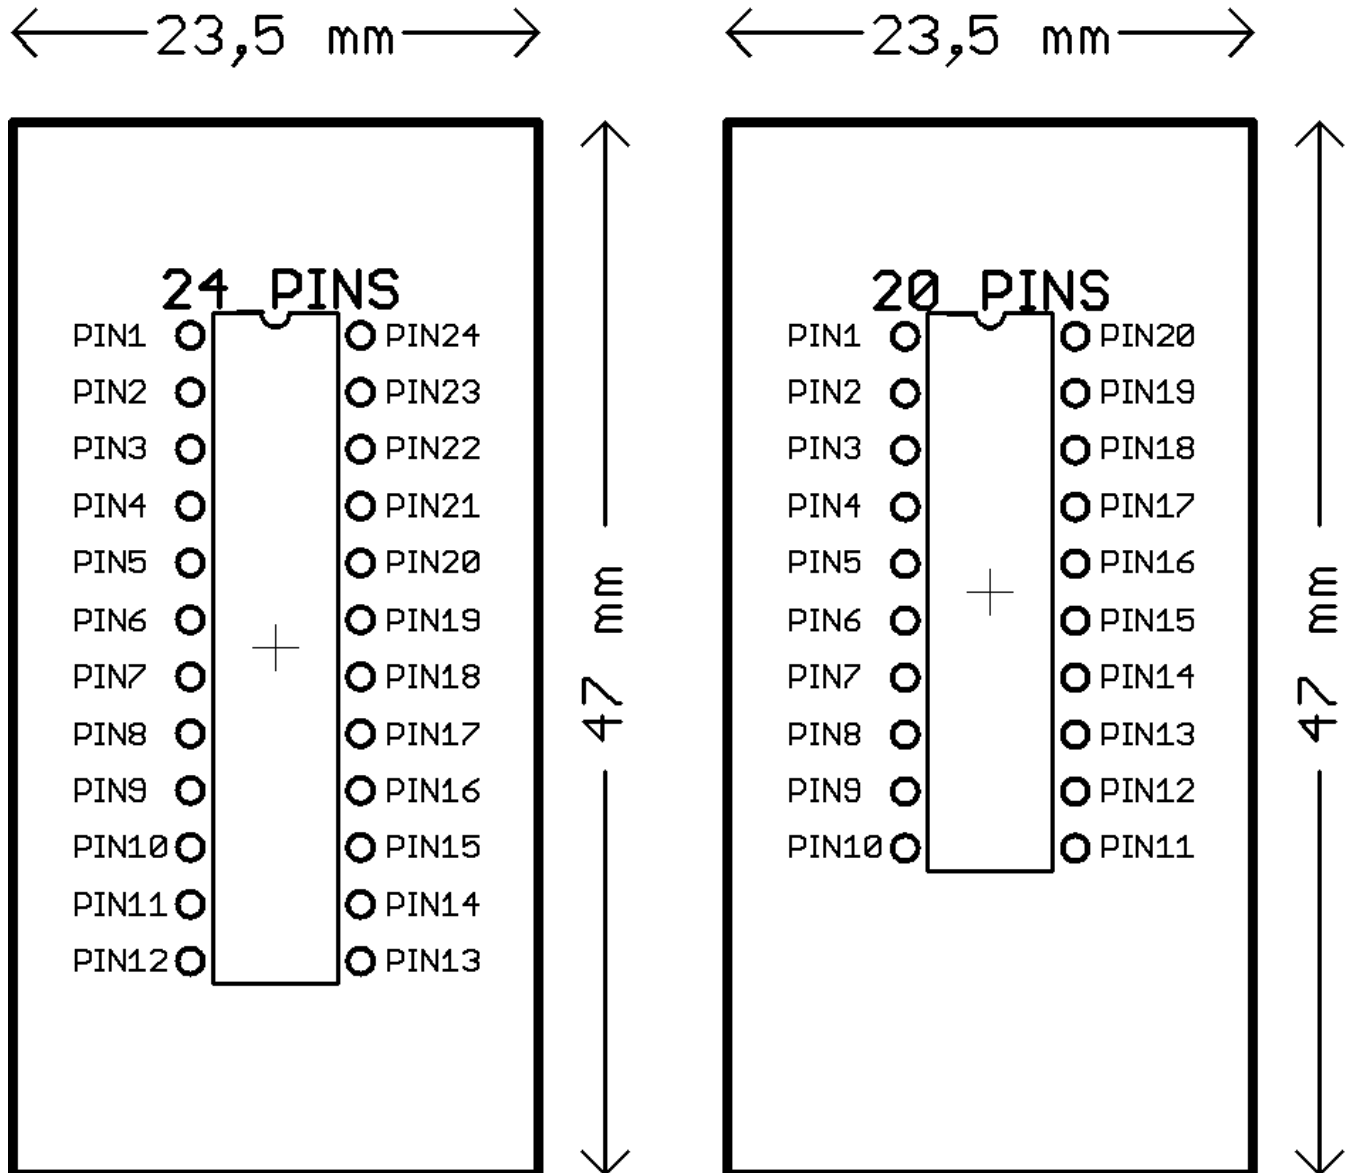 23,5 mm
23,5 mm
24 PINS
20 PINS
PIN1 PIN24
PIN2 PIN23
PIN3 PIN22
PIN4 PIN21
PIN5 PIN20
PIN6 PIN19
PIN7 PIN18
PIN8 PIN17
PIN9 PIN16
PIN10 PIN15
PIN11 PIN14
PIN12 PIN13
47 mm
PIN1 PIN20
PIN2 PIN19
PIN3 PIN18
PIN4 PIN17
PIN5 PIN16
PIN6 PIN15
PIN7 PIN14
PIN8 PIN13
PIN9 PIN12
PIN10 PIN11
47 mm